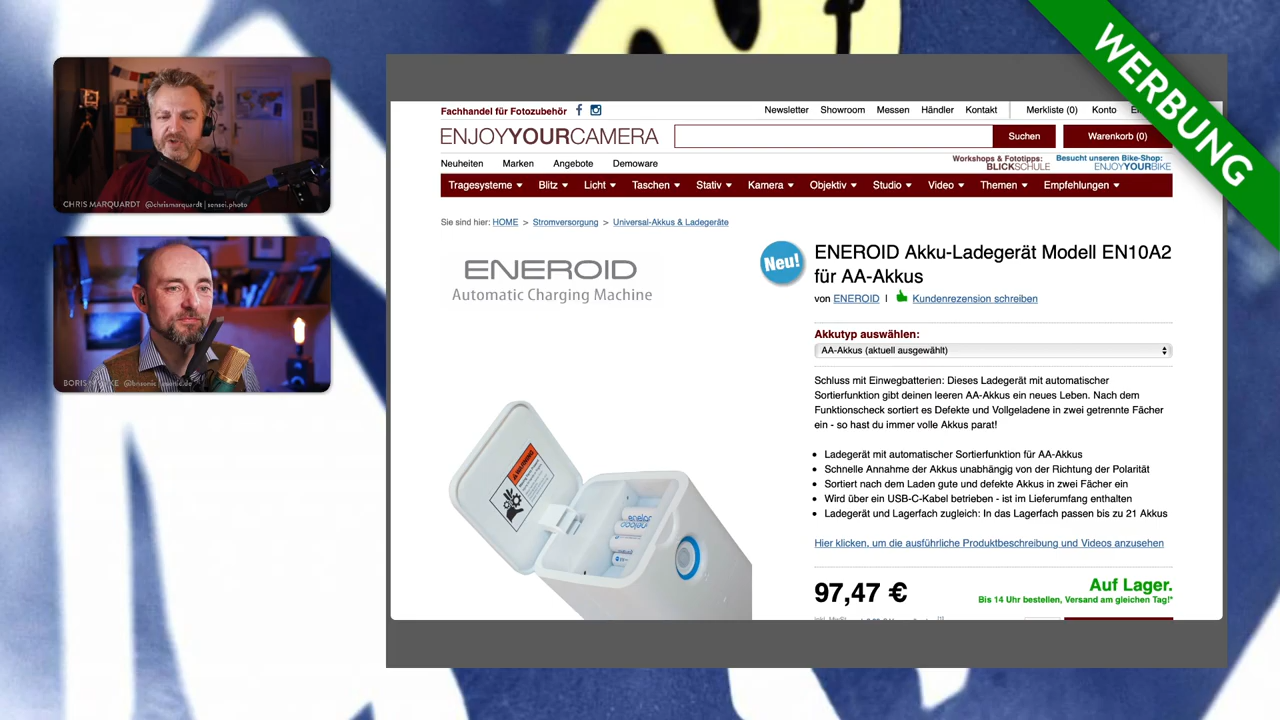 WERBUNG
CHRIS MARQUARDT @chrismarquardt | sensei.photo
BORIS
Fachhandel für Fotozubehör
Newsletter Showroom Messen Händler Kontakt Merkliste (0) Konto
ENJOYYOURCAMERA
Suchen
Warenkorb (0)
Neuheiten Marken Angebote Demoware
Workshops & Fototipps:
BLICKSCHULE
Besucht unseren Bike-Shop:
ENJOYYOURBIKE
Tragesysteme Blitz Licht Taschen Stativ Kamera Objektiv Studio Video Themen Empfehlungen
Sie sind hier: HOME > Stromversorgung > Universal-Akkus & Ladegeräte
ENEROID
Automatic Charging Machine
WARNING
eneloop
Neu!
ENEROID Akku-Ladegerät Modell EN10A2
für AA-Akkus
von ENEROID | Kundenrezension schreiben
Akkutyp auswählen:
AA-Akkus (aktuell ausgewählt)
Schluss mit Einwegbatterien: Dieses Ladegerät mit automatischer
Sortierfunktion gibt deinen leeren AA-Akkus ein neues Leben. Nach dem
Funktionscheck sortiert es Defekte und Vollgeladene in zwei getrennte Fächer
ein - so hast du immer volle Akkus parat!
• Ladegerät mit automatischer Sortierfunktion für AA-Akkus
• Schnelle Annahme der Akkus unabhängig von der Richtung der Polarität
• Sortiert nach dem Laden gute und defekte Akkus in zwei Fächer ein
• Wird über ein USB-C-Kabel betrieben - ist im Lieferumfang enthalten
• Ladegerät und Lagerfach zugleich: In das Lagerfach passen bis zu 21 Akkus
Hier klicken, um die ausführliche Produktbeschreibung und Videos anzusehen
97,47 €
Auf Lager.
Bis 14 Uhr bestellen, Versand am gleichen Tag!*